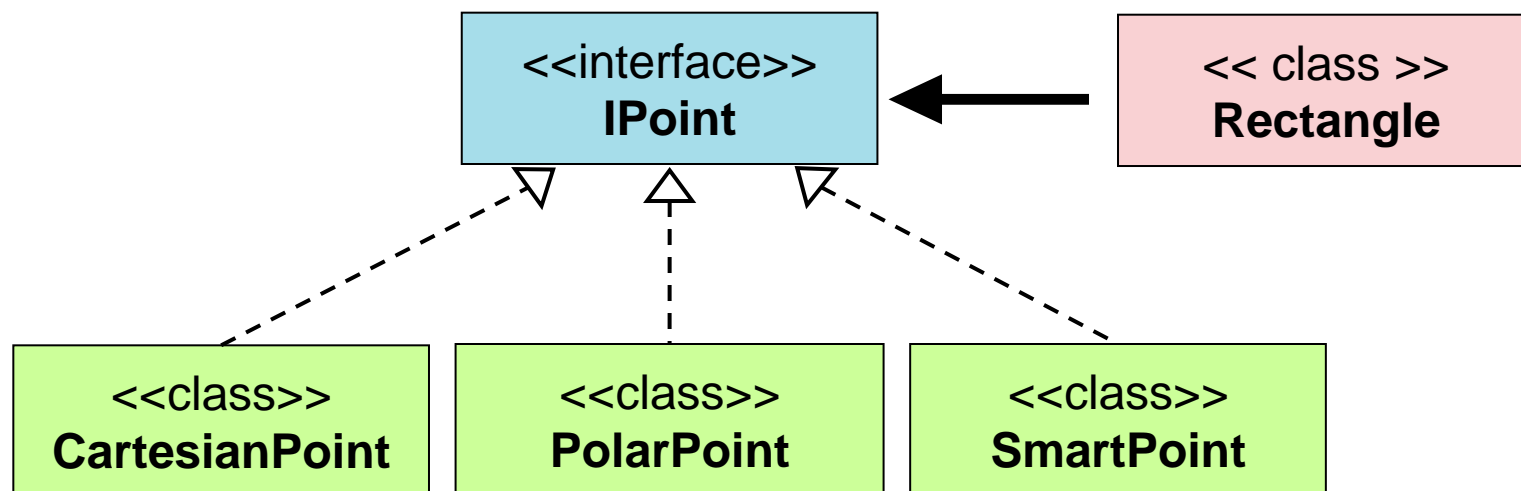 <<interface>>
IPoint
<< class >>
Rectangle
<<class>>
CartesianPoint
<<class>>
PolarPoint
<<class>>
SmartPoint